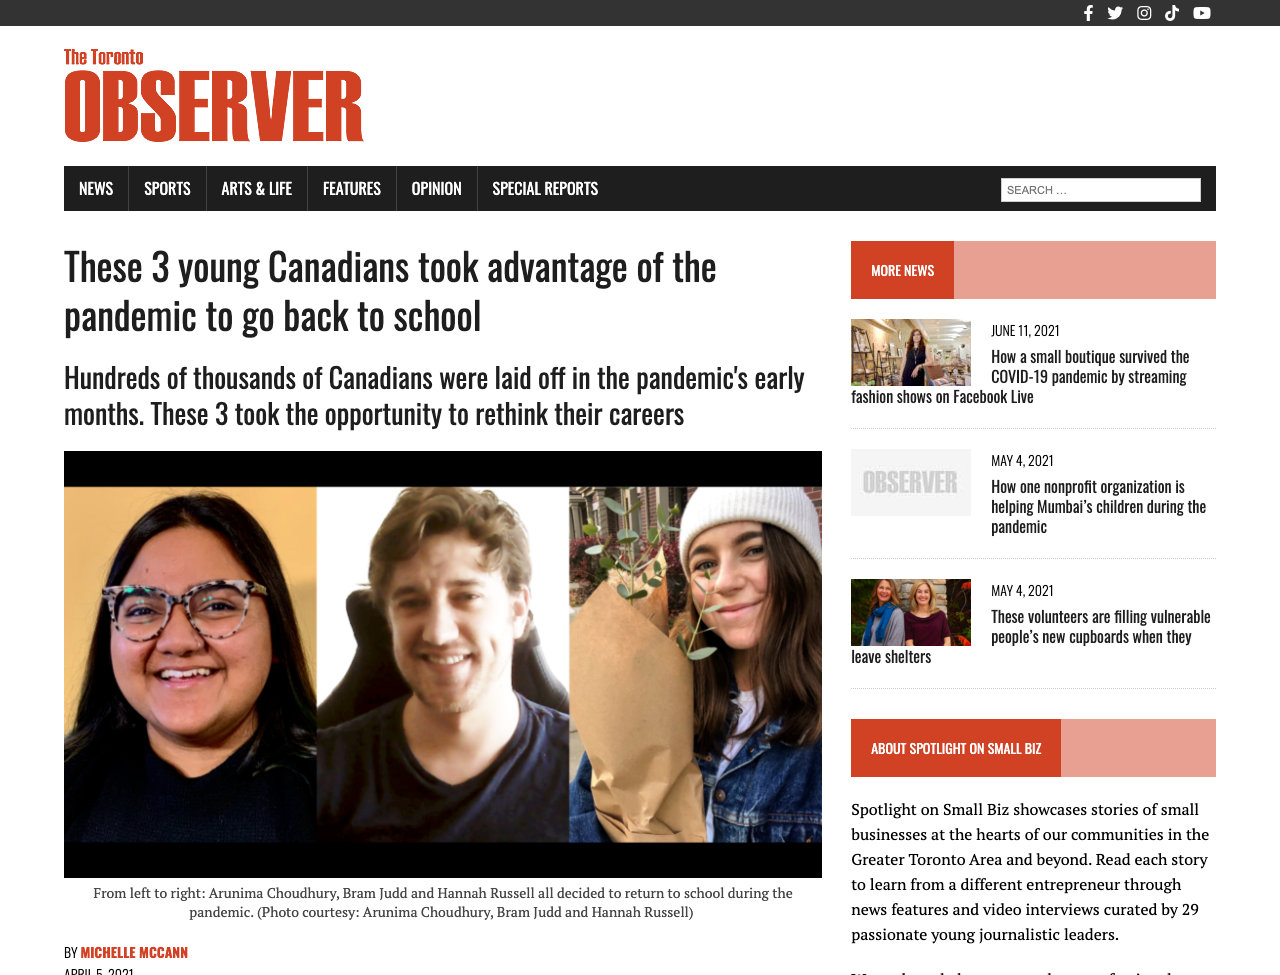 The Toronto
OBSERVER
NEWS
SPORTS
ARTS & LIFE
FEATURES
OPINION
SPECIAL REPORTS
SEARCH …
These 3 young Canadians took advantage of the
pandemic to go back to school
Hundreds of thousands of Canadians were laid off in the pandemic's early
months. These 3 took the opportunity to rethink their careers
From left to right: Arunima Choudhury, Bram Judd and Hannah Russell all decided to return to school during the
pandemic. (Photo courtesy: Arunima Choudhury, Bram Judd and Hannah Russell)
BY MICHELLE MCCANN
APRIL 5, 2021
MORE NEWS
JUNE 11, 2021
How a small boutique survived the
COVID-19 pandemic by streaming
fashion shows on Facebook Live
OBSERVER
MAY 4, 2021
How one nonprofit organization is
helping Mumbai’s children during the
pandemic
MAY 4, 2021
These volunteers are filling vulnerable
people’s new cupboards when they
leave shelters
ABOUT SPOTLIGHT ON SMALL BIZ
Spotlight on Small Biz showcases stories of small
businesses at the hearts of our communities in the
Greater Toronto Area and beyond. Read each story
to learn from a different entrepreneur through
news features and video interviews curated by 29
passionate young journalistic leaders.